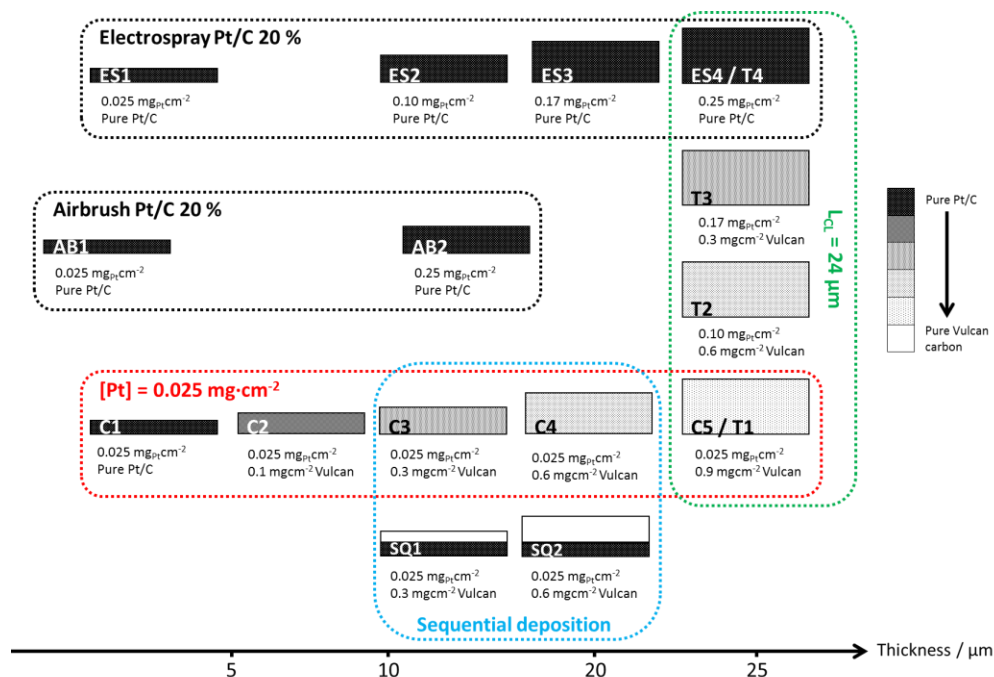 Electrospray Pt/C 20 %
ES1
ES2
ES3
ES4 / T4
0.025 mgPtcm-2
Pure Pt/C
0.10 mgPtcm-2
Pure Pt/C
0.17 mgPtcm-2
Pure Pt/C
0.25 mgPtcm-2
Pure Pt/C
T3
0.17 mgPtcm-2
0.3 mgcm-2 Vulcan
Airbrush Pt/C 20 %
AB1
AB2
0.025 mgPtcm-2
Pure Pt/C
0.25 mgPtcm-2
Pure Pt/C
T2
0.10 mgPtcm-2
0.6 mgcm-2 Vulcan
LCL = 24 μm
Pure Pt/C
Pure Vulcan
carbon
[Pt] = 0.025 mg·cm-2
C1
C2
C3
C4
C5 / T1
0.025 mgPtcm-2
Pure Pt/C
0.025 mgPtcm-2
0.1 mgcm-2 Vulcan
0.025 mgPtcm-2
0.3 mgcm-2 Vulcan
0.025 mgPtcm-2
0.6 mgcm-2 Vulcan
0.025 mgPtcm-2
0.9 mgcm-2 Vulcan
SQ1
SQ2
0.025 mgPtcm-2
0.3 mgcm-2 Vulcan
0.025 mgPtcm-2
0.6 mgcm-2 Vulcan
Sequential deposition
Thickness / μm
5
10
20
25